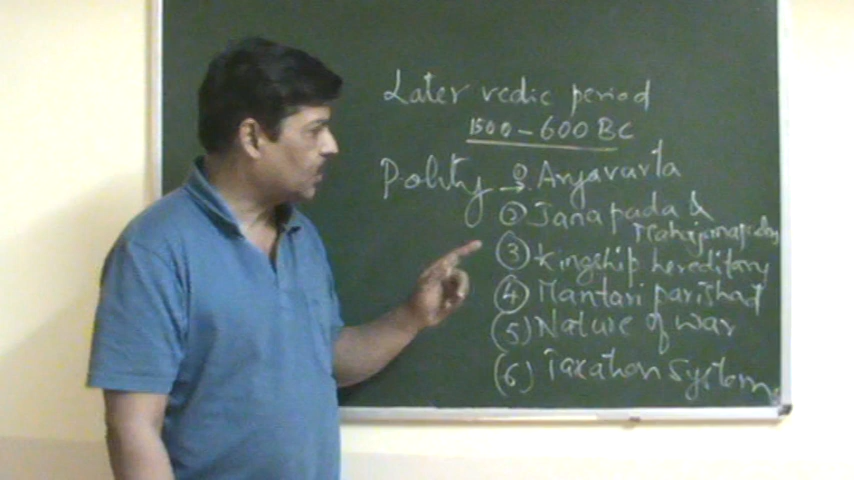 Later vedic period
1500 - 600 BC
Polity → ① Aryavarta
② Janapada &
Mahajanapadas
③ Kingship hereditary
④ Mantari parishad
(5) Nature of war
(6) Taxation System